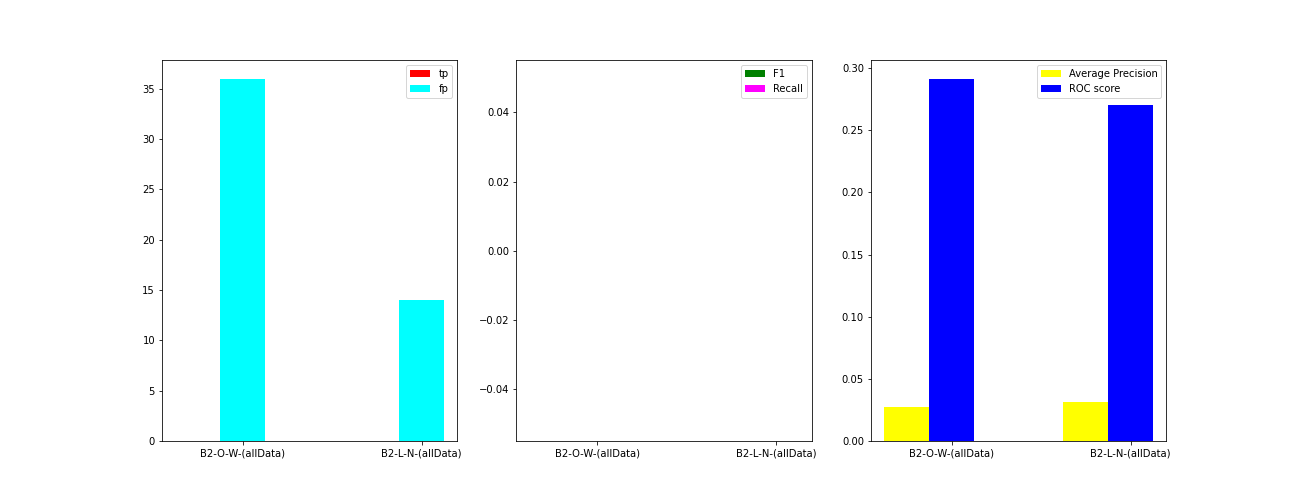 tp
fp
35
30
25
20
15
10
5
0
B2-O-W-(allData)
B2-L-N-(allData)
F1
Recall
0.04
0.02
0.00
−0.02
−0.04
B2-O-W-(allData)
B2-L-N-(allData)
Average Precision
ROC score
0.30
0.25
0.20
0.15
0.10
0.05
0.00
B2-O-W-(allData)
B2-L-N-(allData)